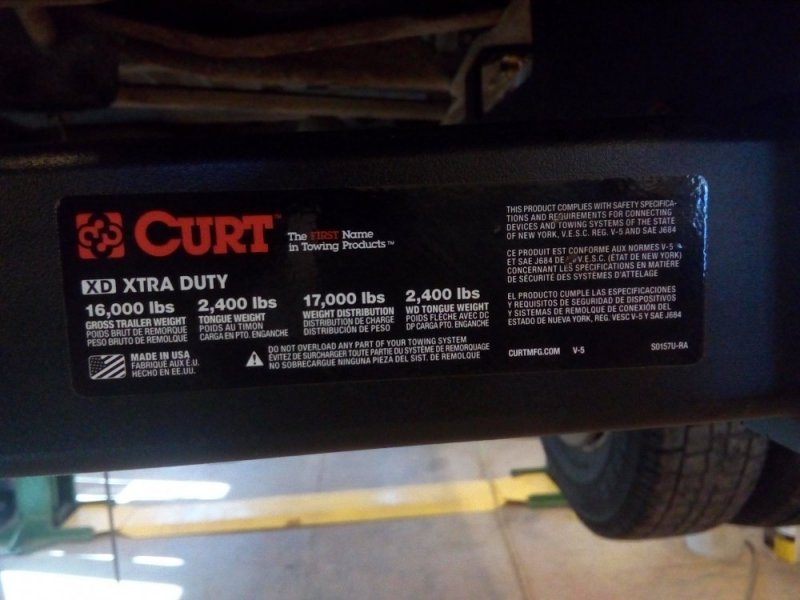 CURT™
The FIRST Name
in Towing Products™
XD XTRA DUTY
16,000 lbs
GROSS TRAILER WEIGHT
POIDS BRUT DE REMORQUE
PESO BRUTO DE REMOLQUE
2,400 lbs
TONGUE WEIGHT
POIDS AU TIMON
CARGA EN PTO. ENGANCHE
17,000 lbs
WEIGHT DISTRIBUTION
DISTRIBUTION DE CHARGE
DISTRIBUCIÓN DE PESO
2,400 lbs
WD TONGUE WEIGHT
POIDS FLÈCHE AVEC DC
DP CARGA PTO. ENGANCHE
MADE IN USA
FABRIQUÉ AUX É.U.
HECHO EN EE.UU.
DO NOT OVERLOAD ANY PART OF YOUR TOWING SYSTEM
ÉVITEZ DE SURCHARGER TOUTE PARTIE DU SYSTÈME DE REMORQUAGE
NO SOBRECARGUE NINGUNA PIEZA DEL SIST. DE REMOLQUE
THIS PRODUCT COMPLIES WITH SAFETY SPECIFICA-
TIONS AND REQUIREMENTS FOR CONNECTING
DEVICES AND TOWING SYSTEMS OF THE STATE
OF NEW YORK, V.E.S.C. REG. V-5 AND SAE J684
CE PRODUIT EST CONFORME AUX NORMES V-5
ET SAE J684 DE V.E.S.C. (ÉTAT DE NEW YORK)
CONCERNANT LES SPÉCIFICATIONS EN MATIÈRE
DE SÉCURITÉ DES SYSTÈMES D'ATTELAGE
EL PRODUCTO CUMPLE LAS ESPECIFICACIONES
Y REQUISITOS DE SEGURIDAD DE DISPOSITIVOS
Y SISTEMAS DE REMOLQUE DE CONEXIÓN DEL
ESTADO DE NUEVA YORK, REG. VESC V-5 Y SAE J684
CURTMFG.COM V-5 S0157U-RA